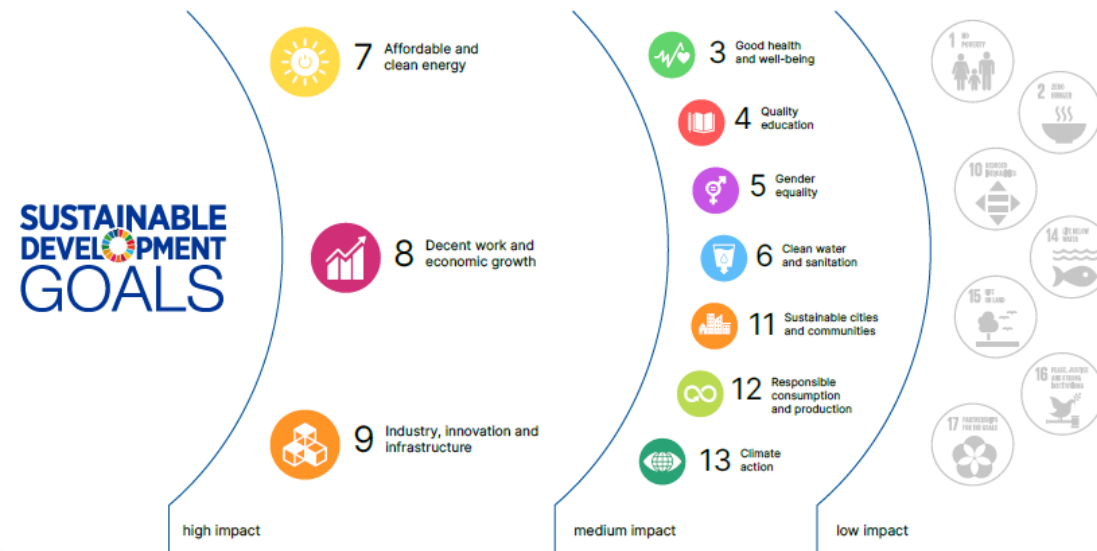 SUSTAINABLE
DEVELOPMENT
GOALS
7
Affordable and
clean energy
8
Decent work and
economic growth
9
Industry, innovation and
infrastructure
high impact
3
Good health
and well-being
4
Quality
education
5
Gender
equality
6
Clean water
and sanitation
11
Sustainable cities
and communities
12
Responsible
consumption
and production
13
Climate
action
medium impact
1 NO
POVERTY
2 ZERO
HUNGER
10 REDUCED
14 LIFE BELOW
WATER
15 LIFE
ON LAND
16 PEACE, JUSTICE
AND STRONG
INSTITUTIONS
17 PARTNERSHIPS
FOR THE GOALS
low impact